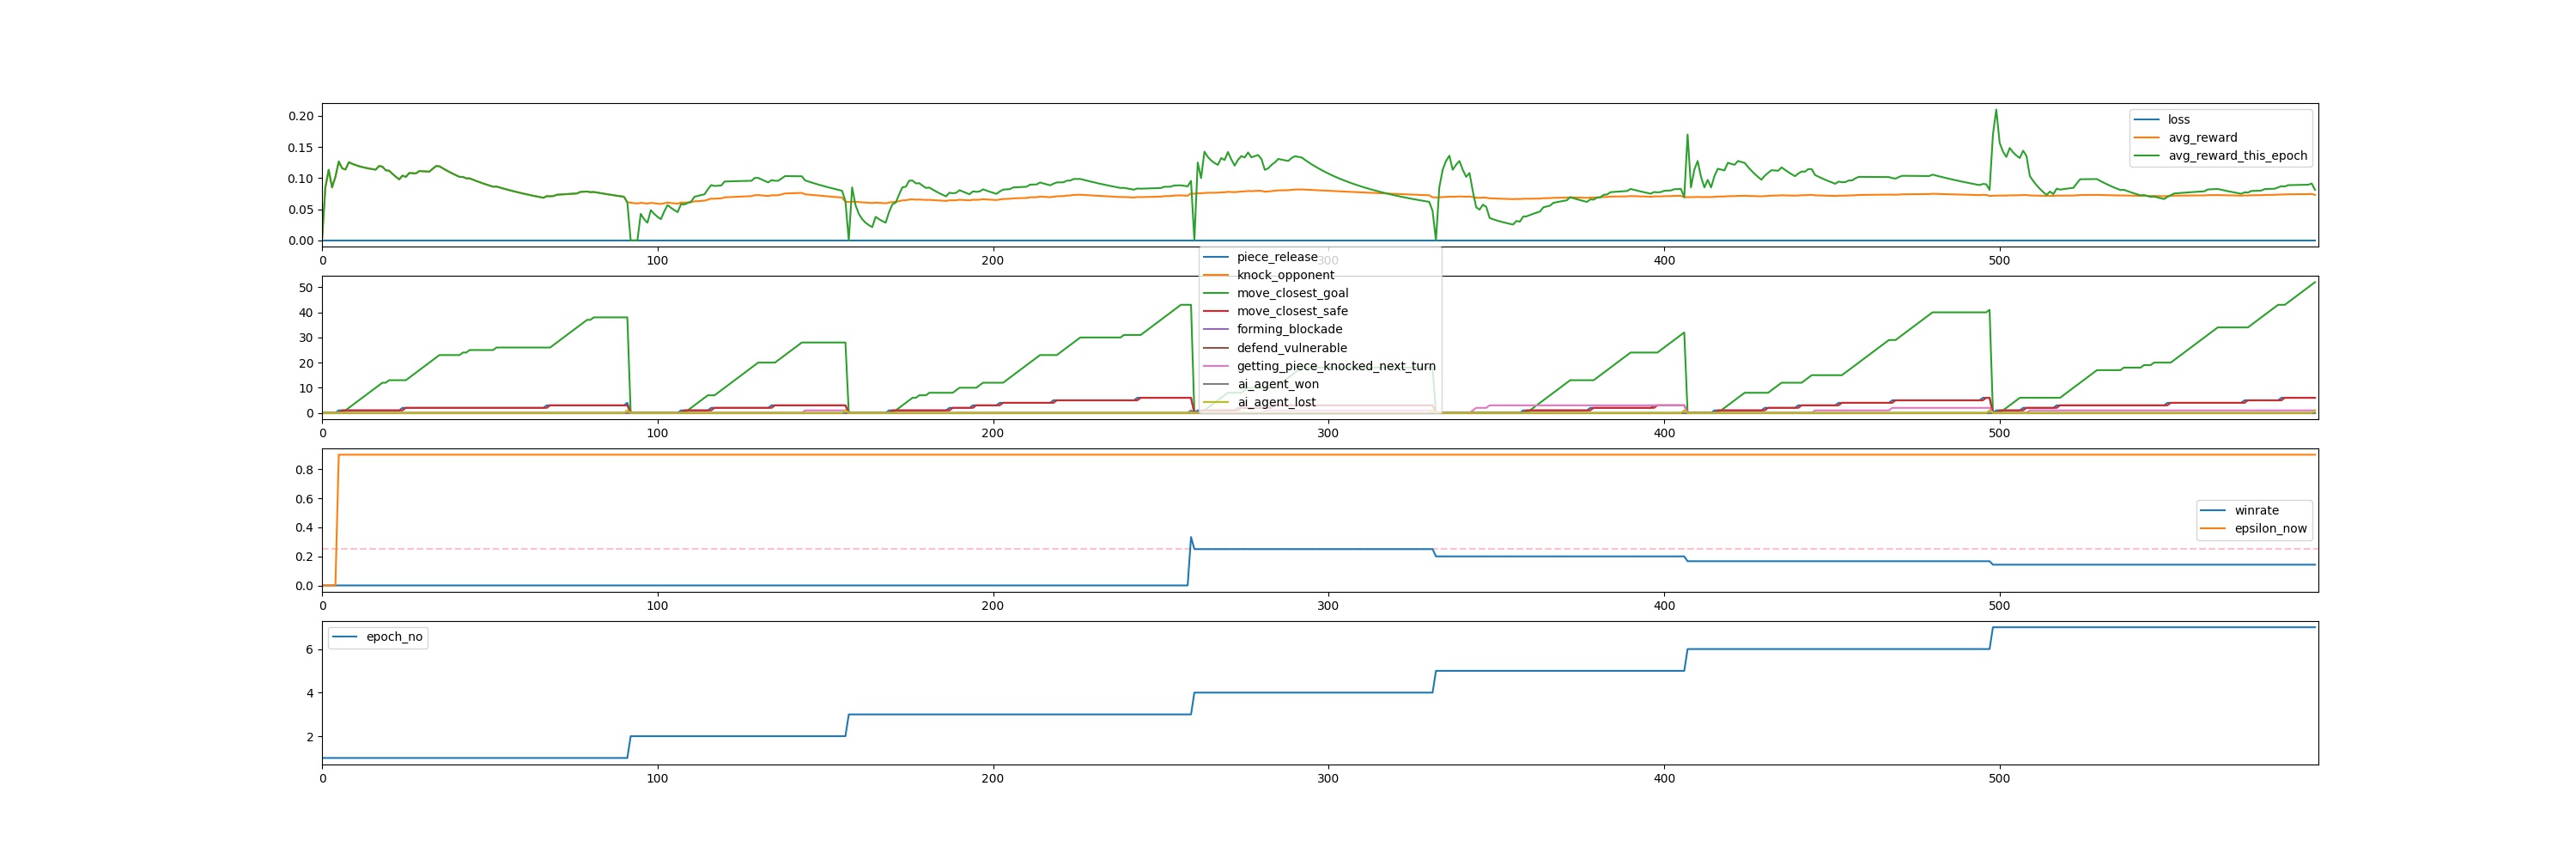 0.20
0.15
0.10
0.05
0.00
loss
avg_reward
avg_reward_this_epoch
0 100 200 300 400 500
50
40
30
20
10
0
piece_release
knock_opponent
move_closest_goal
move_closest_safe
forming_blockade
defend_vulnerable
getting_piece_knocked_next_turn
ai_agent_won
ai_agent_lost
0 100 200 300 400 500
0.8
0.6
0.4
0.2
0.0
winrate
epsilon_now
0 100 200 300 400 500
epoch_no
6
4
2
0 100 200 300 400 500